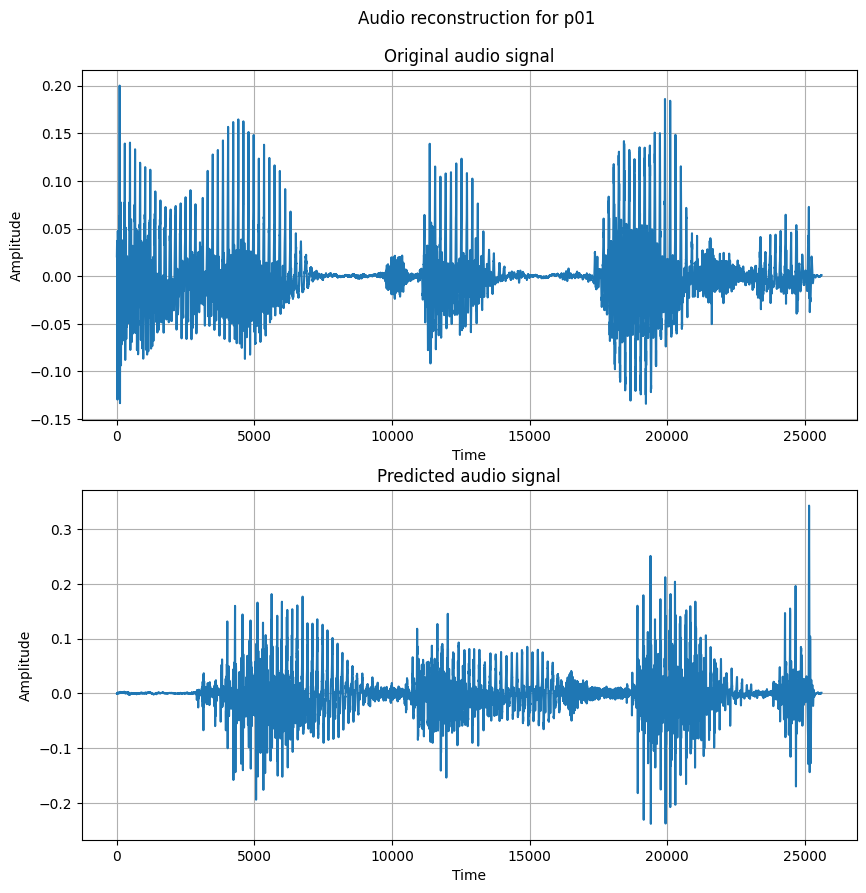 Audio reconstruction for p01
Original audio signal
Amplitude
0.20
0.15
0.10
0.05
0.00
−0.05
−0.10
−0.15
0 5000 10000 15000 20000 25000
Time
Predicted audio signal
Amplitude
0.3
0.2
0.1
0.0
−0.1
−0.2
0 5000 10000 15000 20000 25000
Time